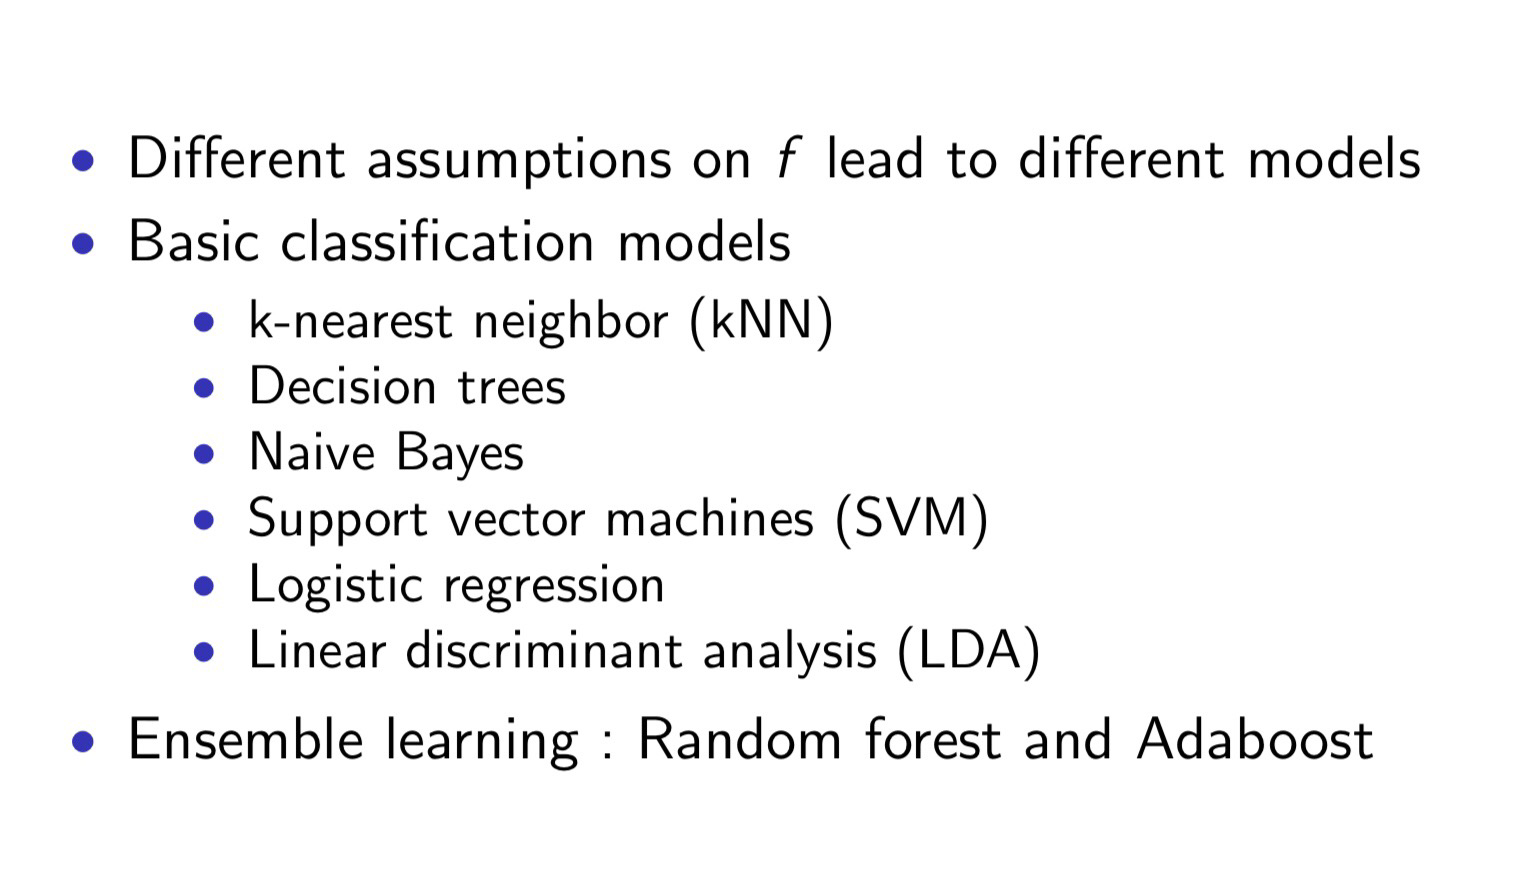 • Different assumptions on f lead to different models
• Basic classification models
• k-nearest neighbor (kNN)
• Decision trees
• Naive Bayes
• Support vector machines (SVM)
• Logistic regression
• Linear discriminant analysis (LDA)
• Ensemble learning : Random forest and Adaboost